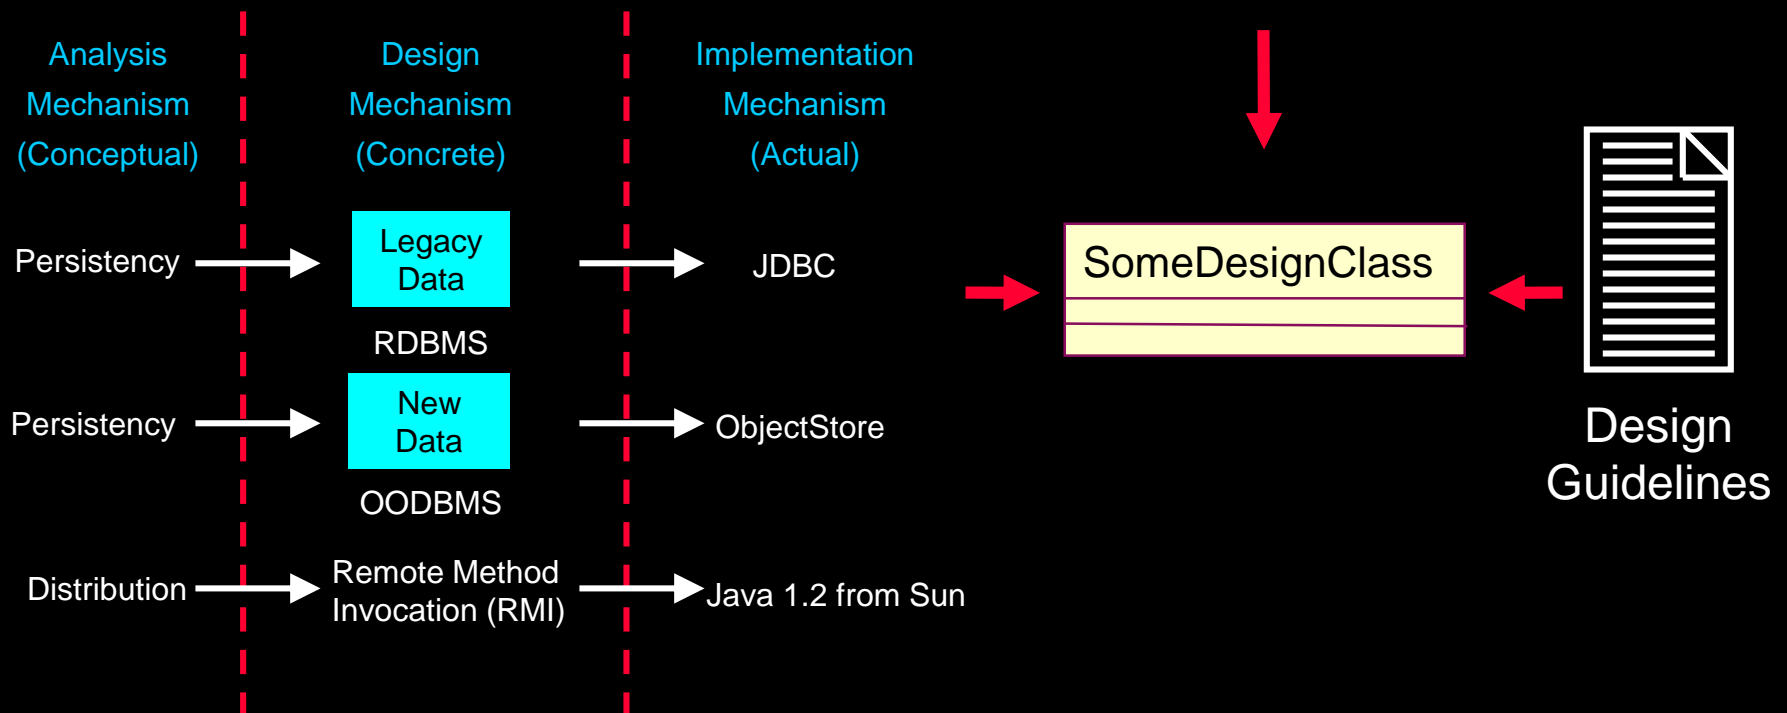 Analysis
Mechanism
(Conceptual)
Design
Mechanism
(Concrete)
Implementation
Mechanism
(Actual)
Persistency
Legacy
Data
RDBMS
JDBC
Persistency
New
Data
OODBMS
ObjectStore
Distribution
Remote Method
Invocation (RMI)
Java 1.2 from Sun
SomeDesignClass
Design
Guidelines